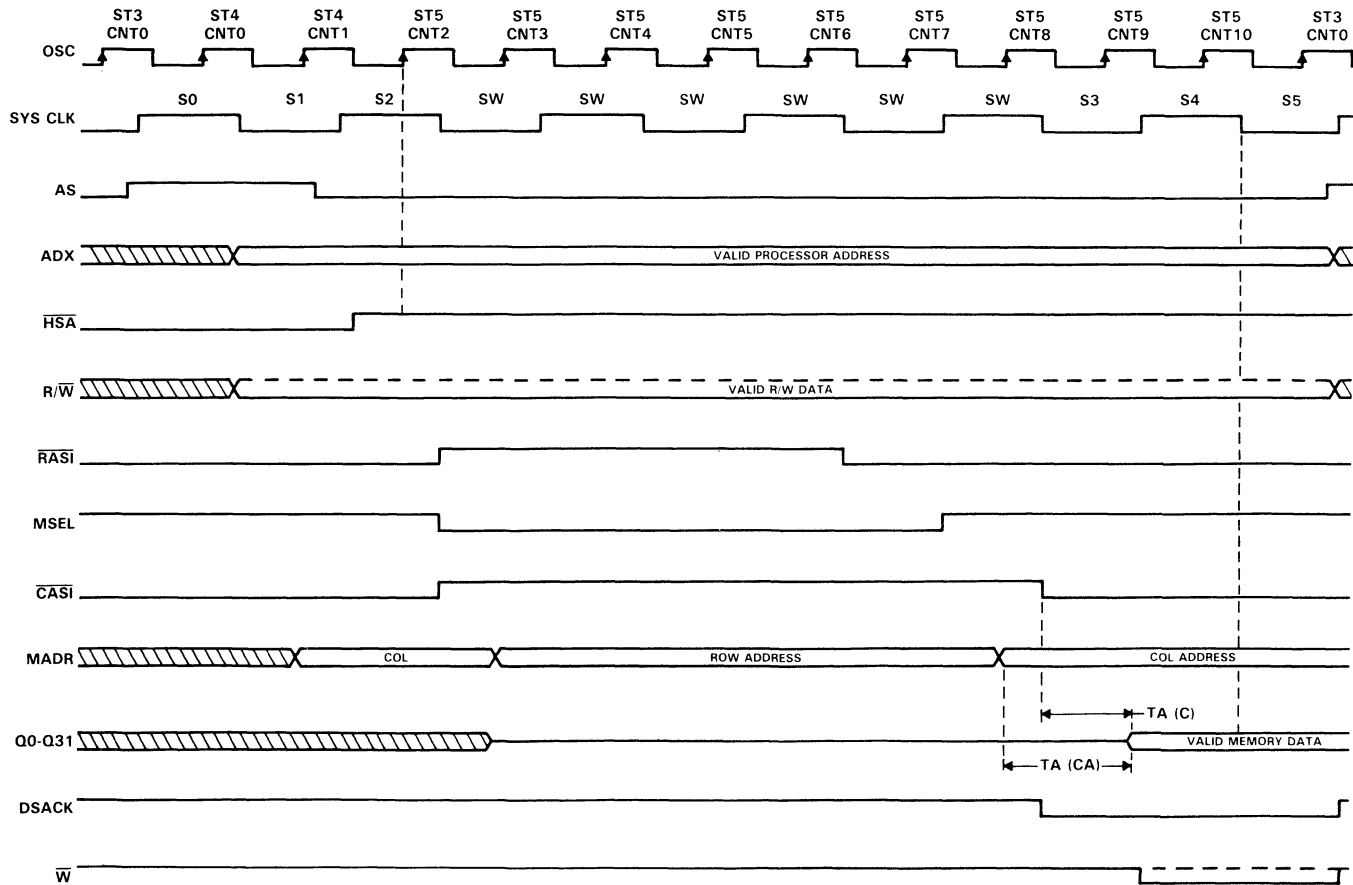 ST3 ST4 ST4 ST5 ST5 ST5 ST5 ST5 ST5 ST5 ST5 ST5 ST3
CNT0 CNT0 CNT1 CNT2 CNT3 CNT4 CNT5 CNT6 CNT7 CNT8 CNT9 CNT10 CNT0
OSC
S0 S1 S2 SW SW SW SW SW SW S3 S4 S5
SYS CLK
AS
ADX VALID PROCESSOR ADDRESS
H̅S̅A̅
R/W̅ VALID R/W DATA
R̅A̅S̅I̅
MSEL
C̅A̅S̅I̅
MADR COL ROW ADDRESS COL ADDRESS
TA (C)
Q0-Q31 VALID MEMORY DATA
TA (CA)
DSACK
W̅